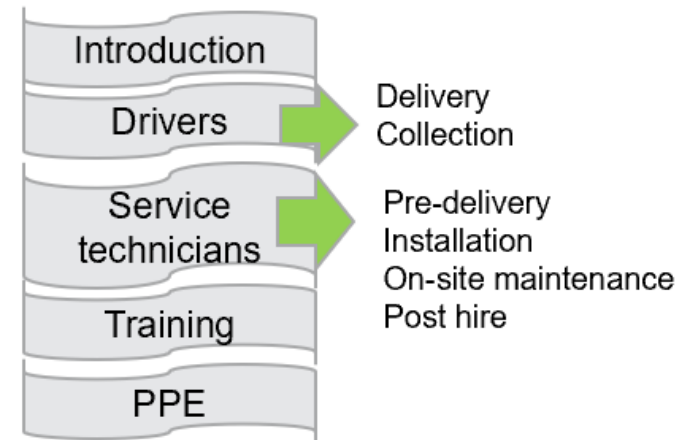 Introduction
Drivers
Delivery
Collection
Service
technicians
Pre-delivery
Installation
On-site maintenance
Post hire
Training
PPE